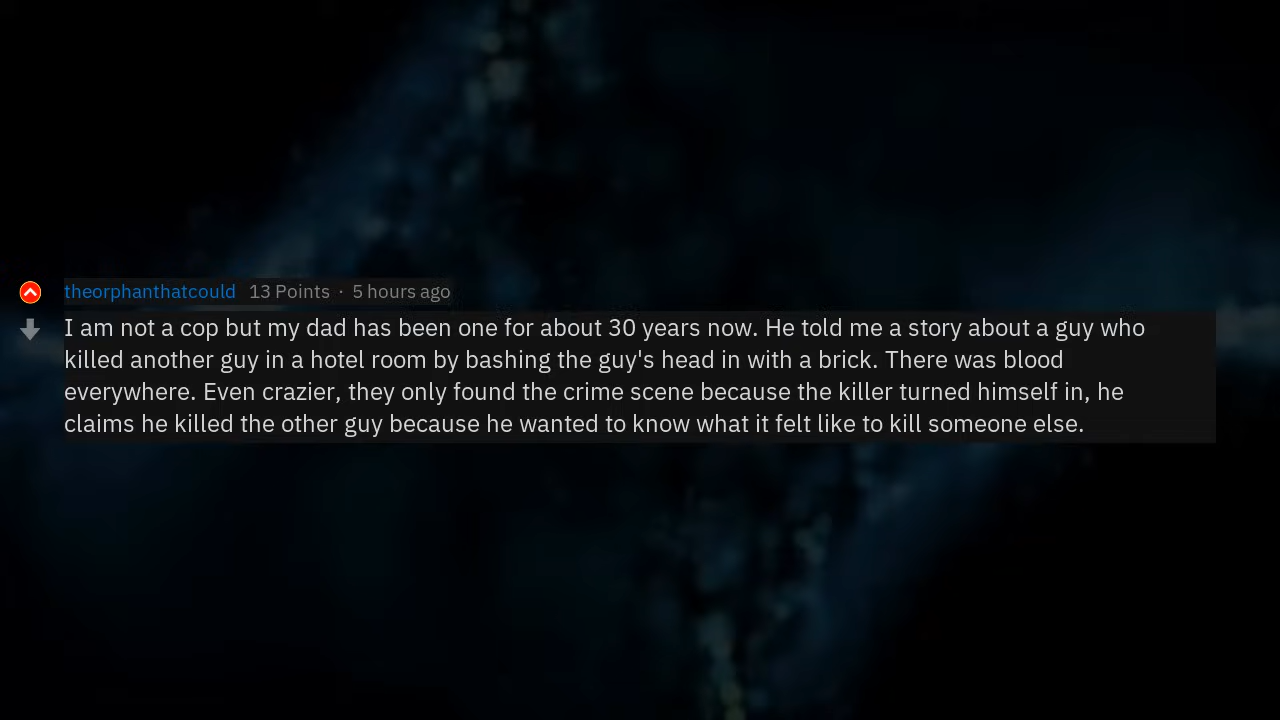 theorphanthatcould 13 Points · 5 hours ago
I am not a cop but my dad has been one for about 30 years now. He told me a story about a guy who
killed another guy in a hotel room by bashing the guy's head in with a brick. There was blood
everywhere. Even crazier, they only found the crime scene because the killer turned himself in, he
claims he killed the other guy because he wanted to know what it felt like to kill someone else.